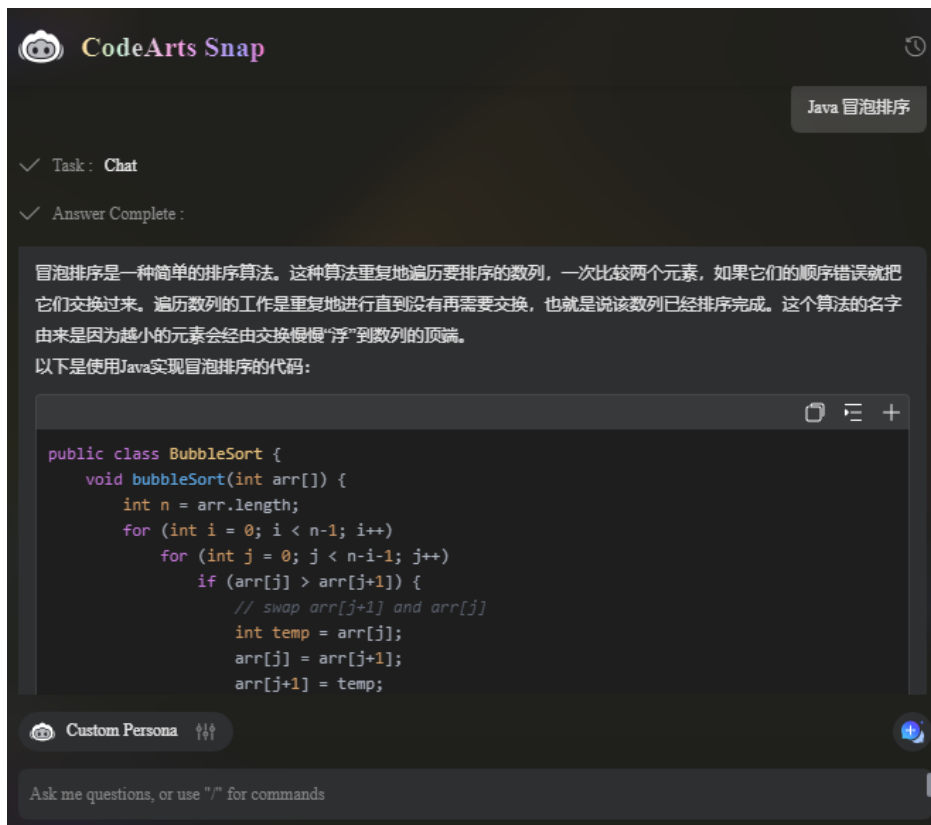 CodeArts Snap
Java 冒泡排序
Task : Chat
Answer Complete :
冒泡排序是一种简单的排序算法。这种算法重复地遍历要排序的数列，一次比较两个元素，如果它们的顺序错误就把
它们交换过来。遍历数列的工作是重复地进行直到没有再需要交换，也就是说该数列已经排序完成。这个算法的名字
由来是因为越小的元素会经由交换慢慢“浮”到数列的顶端。
以下是使用Java实现冒泡排序的代码：
public class BubbleSort {
    void bubbleSort(int arr[]) {
        int n = arr.length;
        for (int i = 0; i < n-1; i++)
            for (int j = 0; j < n-i-1; j++)
                if (arr[j] > arr[j+1]) {
                    // swap arr[j+1] and arr[j]
                    int temp = arr[j];
                    arr[j] = arr[j+1];
                    arr[j+1] = temp;
Custom Persona
Ask me questions, or use "/" for commands